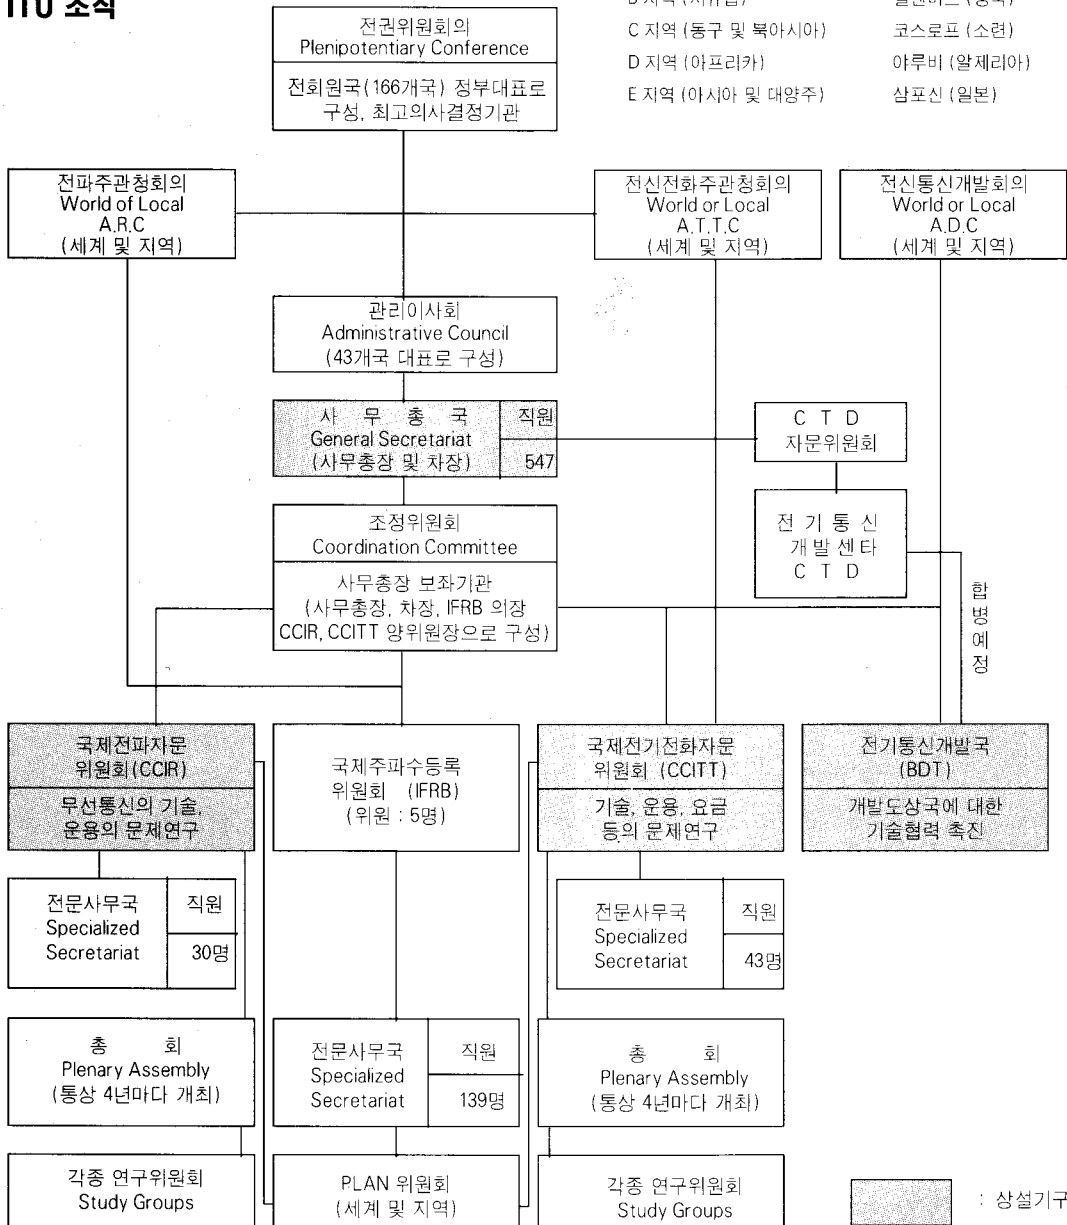 ITU 조직
C 지역 (동구 및 북아시아) 코스로프 (소련)
D 지역 (아프리카) 야루비 (알제리아)
E 지역 (아시아 및 대양주) 삼포신 (일본)
전권위원회의
Plenipotentiary Conference
전회원국(166개국) 정부대표로
구성, 최고의사결정기관
전파주관청회의
World of Local
A.R.C
(세계 및 지역)
전신전화주관청회의
World or Local
A.T.T.C
(세계 및 지역)
전신통신개발회의
World or Local
A.D.C
(세계 및 지역)
관리이사회
Administrative Council
(43개국 대표로 구성)
사 무 총 국
General Secretariat
(사무총장 및 차장)
직원
547
C T D
자문위원회
조정위원회
Coordination Committee
사무총장 보좌기관
(사무총장, 차장, IFRB 의장
CCIR, CCITT 양위원장으로 구성)
전 기 통 신
개 발 센 타
C T D
합병예정
국제전파자문
위원회(CCIR)
무선통신의 기술,
운용의 문제연구
국제주파수등록
위원회 (IFRB)
(위원 : 5명)
국제전기전화자문
위원회 (CCITT)
기술, 운용, 요금
등의 문제연구
전기통신개발국
(BDT)
개발도상국에 대한
기술협력 촉진
전문사무국
Specialized
Secretariat
직원
30명
전문사무국
Specialized
Secretariat
직원
43명
총 회
Plenary Assembly
(통상 4년마다 개최)
전문사무국
Specialized
Secretariat
직원
139명
총 회
Plenary Assembly
(통상 4년마다 개최)
각종 연구위원회
Study Groups
PLAN 위원회
(세계 및 지역)
각종 연구위원회
Study Groups
: 상설기구